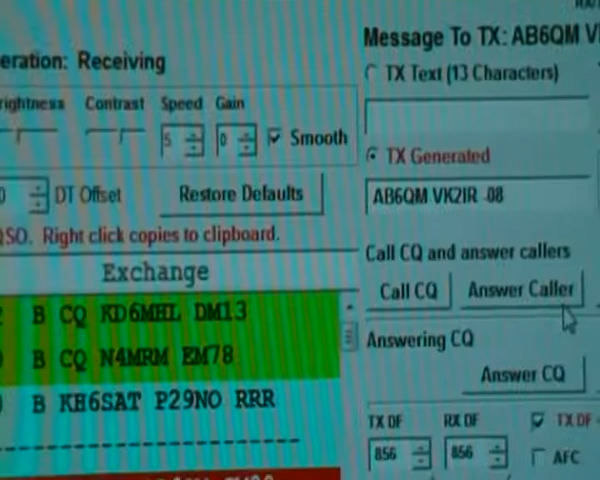 eration: Receiving
Message To TX: AB6QM V
TX Text (13 Characters)
rightness Contrast Speed Gain
5 0 Smooth
TX Generated
0 DT Offset Restore Defaults
AB6QM VK2IR -08
QSO. Right click copies to clipboard.
Call CQ and answer callers
Exchange
Call CQ Answer Caller
2 B CQ KD6MHL DM13
Answering CQ
B CQ N4MRM EM78
Answer CQ
B KH6SAT P29NO RRR
TX DF RX DF TX DF
856 856 AFC